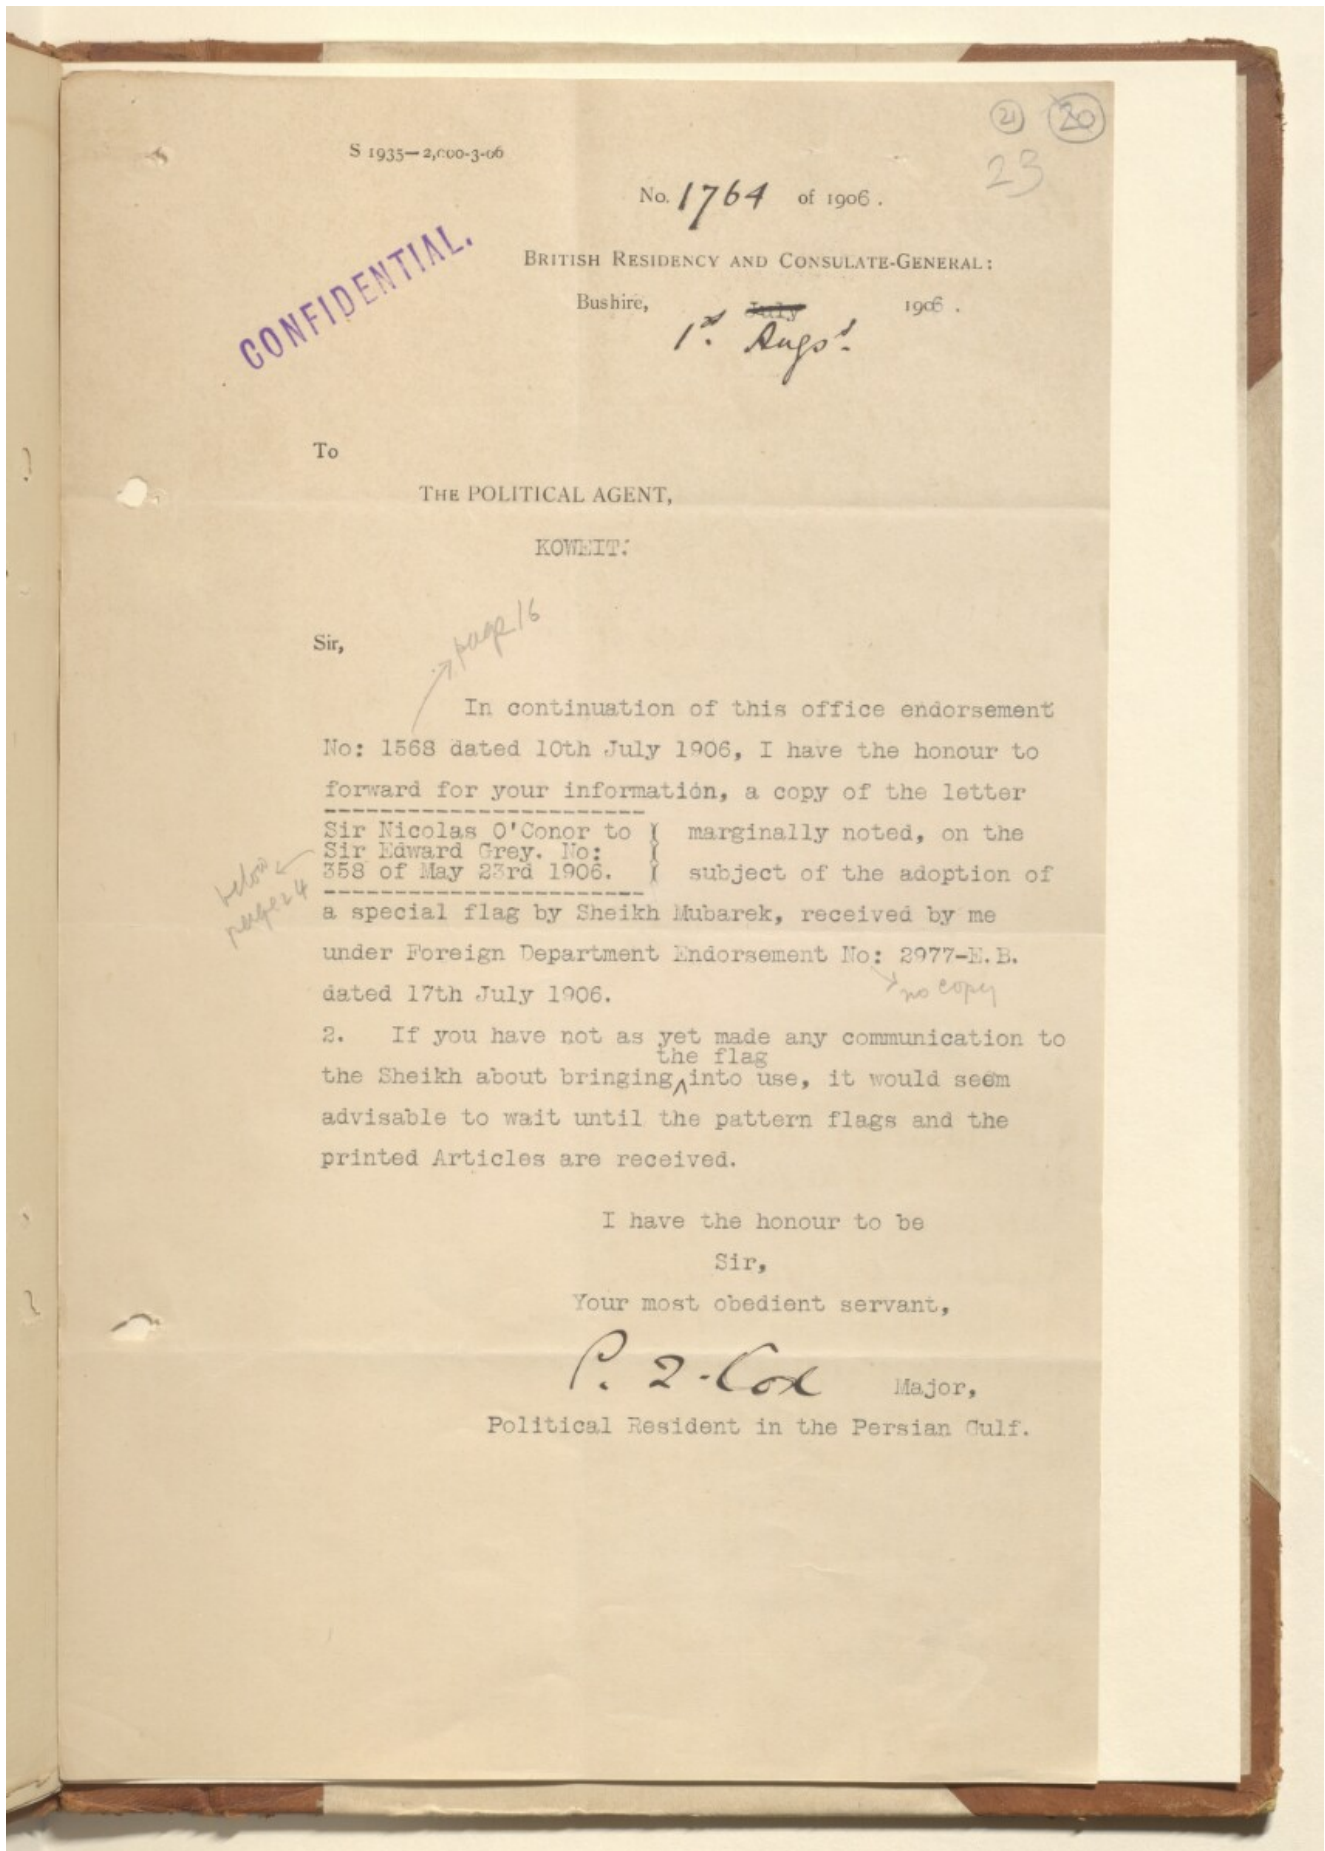 21 20
23
S 1935—2,000-3-06
No. 1764 of 1906.
CONFIDENTIAL.
BRITISH RESIDENCY AND CONSULATE-GENERAL:
Bushire, July 1906.
1st Augst.
To
THE POLITICAL AGENT,
KOWEIT.
Sir,
page 16
In continuation of this office endorsement
No: 1568 dated 10th July 1906, I have the honour to
forward for your information, a copy of the letter
Sir Nicolas O'Conor to
Sir Edward Grey. No:
358 of May 23rd 1906.
below
page 24
marginally noted, on the
subject of the adoption of
a special flag by Sheikh Mubarek, received by me
under Foreign Department Endorsement No: 2977-E.B.
no copy
dated 17th July 1906.
2. If you have not as yet made any communication to
the flag
the Sheikh about bringing into use, it would seem
advisable to wait until the pattern flags and the
printed Articles are received.
I have the honour to be
Sir,
Your most obedient servant,
P. Z. Cox Major,
Political Resident in the Persian Gulf.